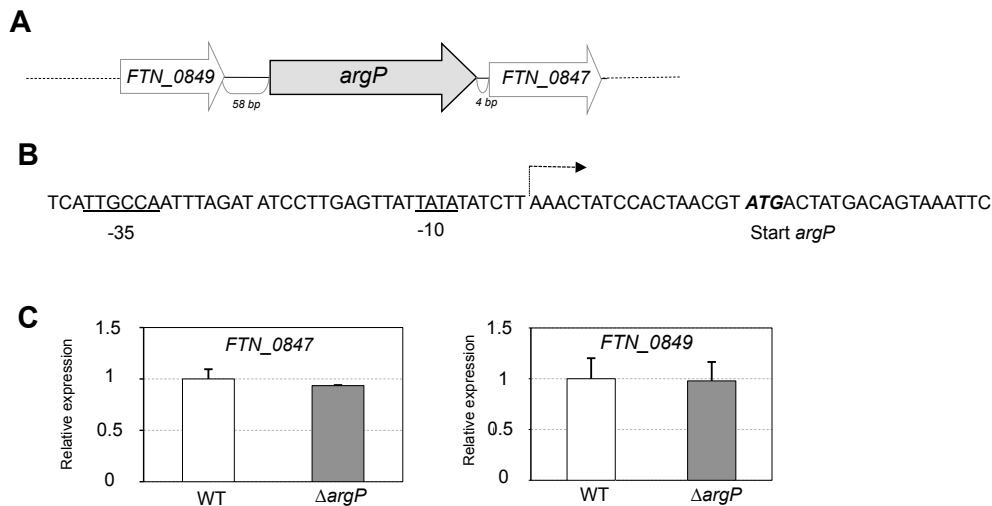 A
FTN_0849
argP
FTN_0847
58 bp
4 bp
B
TCATTGCCAATTTAGAT ATCCTTGAGTTATTATATATCTT AAACTATCCACTAACGT ATGACTATGACAGTAAATTC
-35
-10
Start argP
C
Relative expression
1.5
1
0.5
0
FTN_0847
WT
ΔargP
Relative expression
1.5
1
0.5
0
FTN_0849
WT
ΔargP